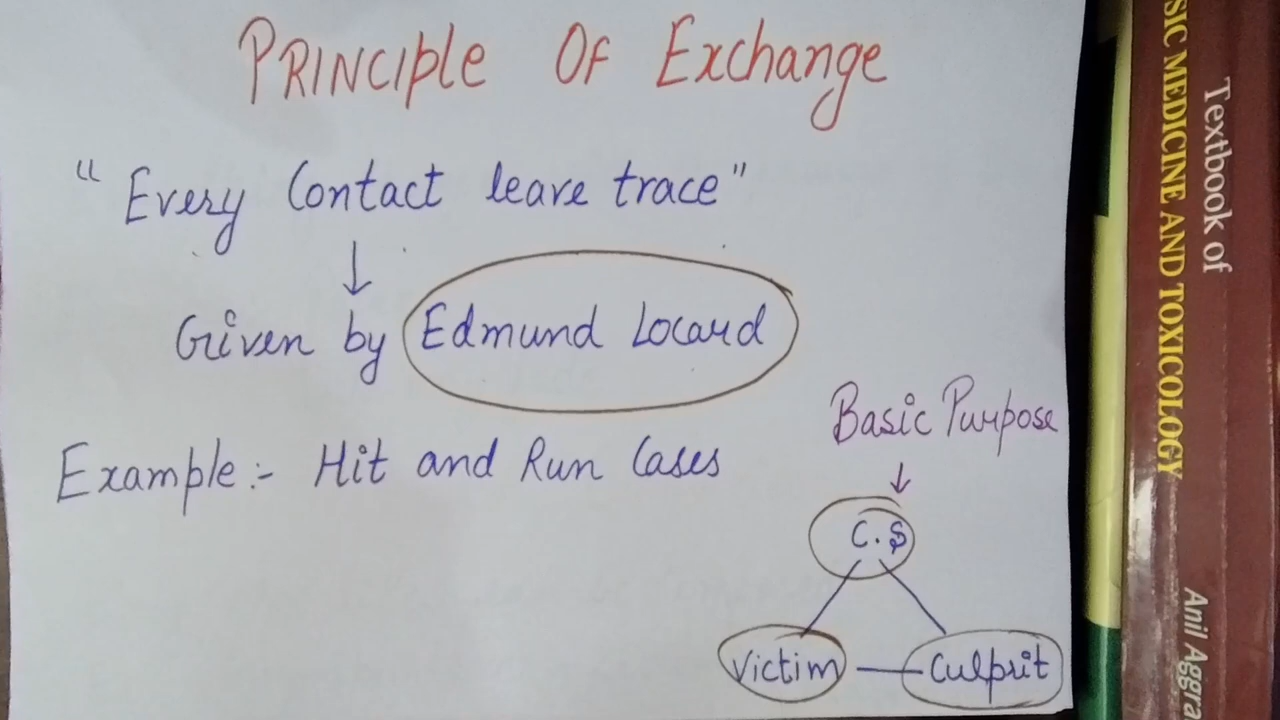 PRINCIPLE OF Exchange
"Every Contact leave trace"
Given by Edmund Locard
Example:- Hit and Run Cases
Basic Purpose
C.S
Victim
Culprit
Textbook of
SIC MEDICINE AND TOXICOLOGY
Anil Aggra